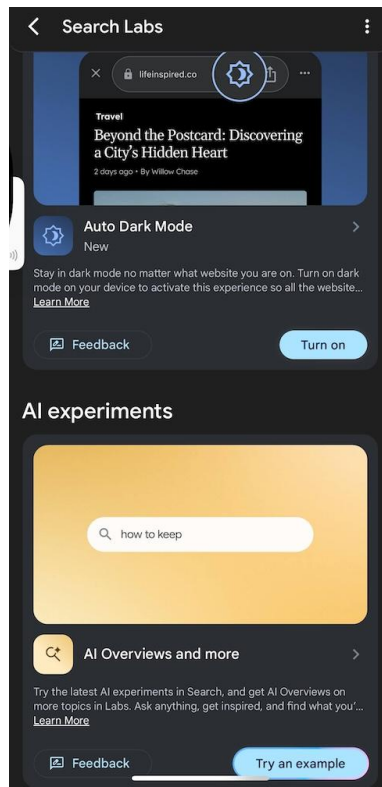 Search Labs
lifeinspired.co
Travel
Beyond the Postcard: Discovering
a City's Hidden Heart
2 days ago • By Willow Chase
Auto Dark Mode
New
Stay in dark mode no matter what website you are on. Turn on dark
mode on your device to activate this experience so all the website...
Learn More
Feedback
Turn on
AI experiments
how to keep
AI Overviews and more
Try the latest AI experiments in Search, and get AI Overviews on
more topics in Labs. Ask anything, get inspired, and find what you'...
Learn More
Feedback
Try an example